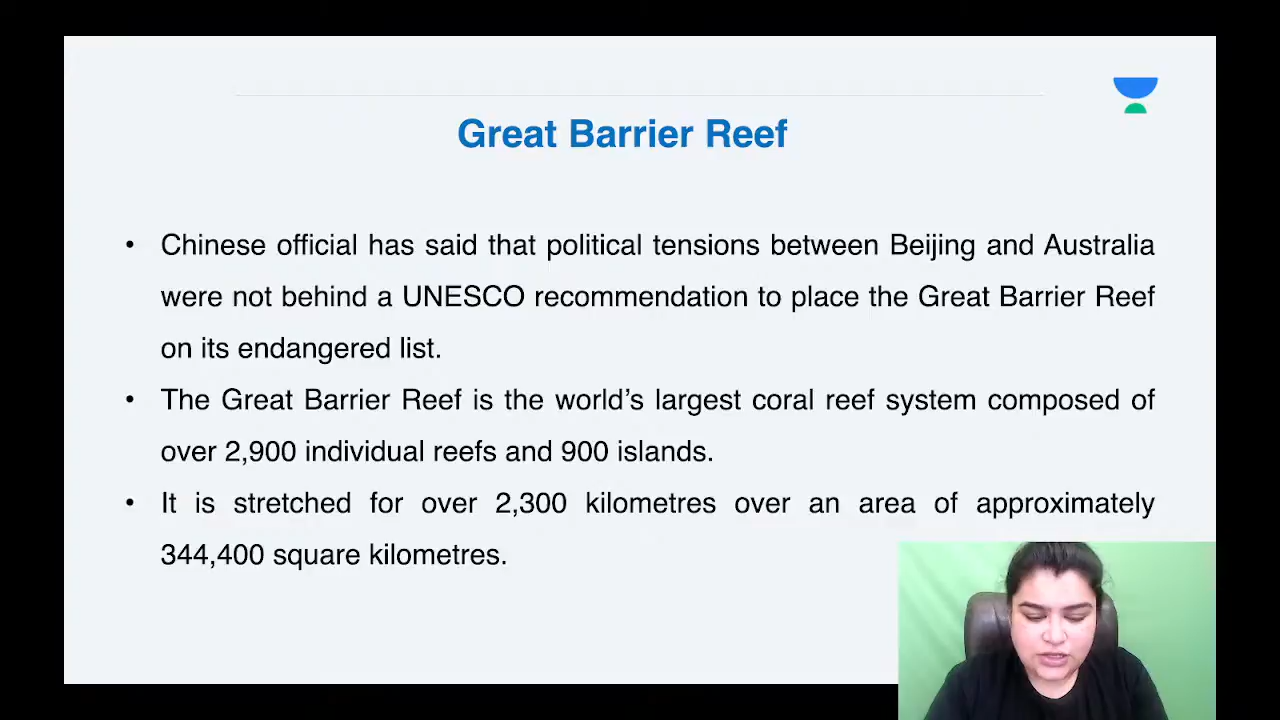 Great Barrier Reef
• Chinese official has said that political tensions between Beijing and Australia
were not behind a UNESCO recommendation to place the Great Barrier Reef
on its endangered list.
• The Great Barrier Reef is the world’s largest coral reef system composed of
over 2,900 individual reefs and 900 islands.
• It is stretched for over 2,300 kilometres over an area of approximately
344,400 square kilometres.